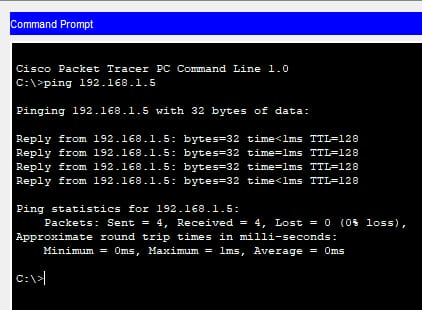 Command Prompt
Cisco Packet Tracer PC Command Line 1.0
C:\>ping 192.168.1.5
Pinging 192.168.1.5 with 32 bytes of data:
Reply from 192.168.1.5: bytes=32 time<1ms TTL=128
Reply from 192.168.1.5: bytes=32 time=1ms TTL=128
Reply from 192.168.1.5: bytes=32 time=1ms TTL=128
Reply from 192.168.1.5: bytes=32 time<1ms TTL=128
Ping statistics for 192.168.1.5:
Packets: Sent = 4, Received = 4, Lost = 0 (0% loss),
Approximate round trip times in milli-seconds:
Minimum = 0ms, Maximum = 1ms, Average = 0ms
C:\>